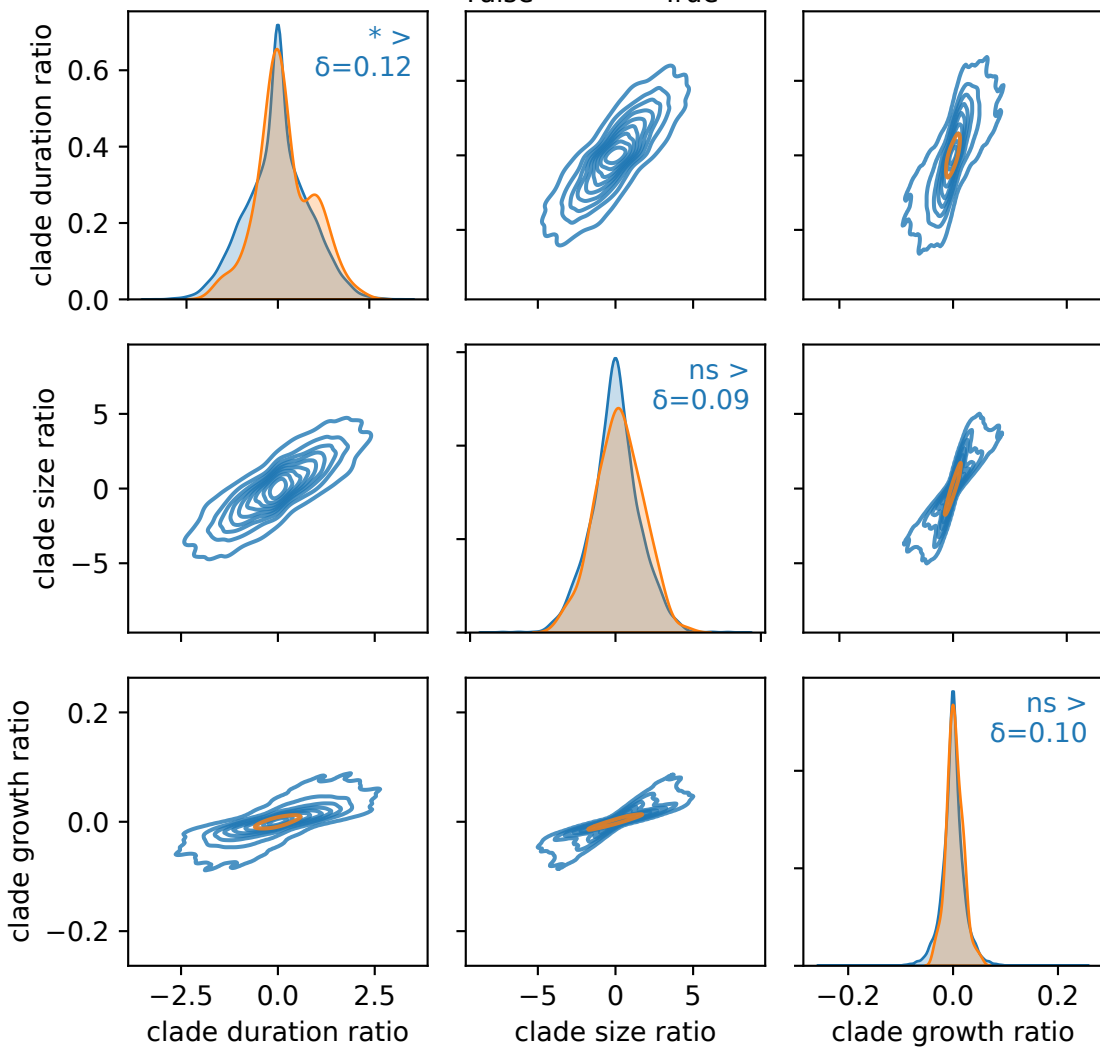 clade duration ratio
0.6
0.4
0.2
0.0
* >
δ=0.12
clade size ratio
5
0
−5
ns >
δ=0.09
clade growth ratio
0.2
0.0
−0.2
ns >
δ=0.10
−2.5 0.0 2.5
−5 0 5
−0.2 0.0 0.2
clade duration ratio
clade size ratio
clade growth ratio